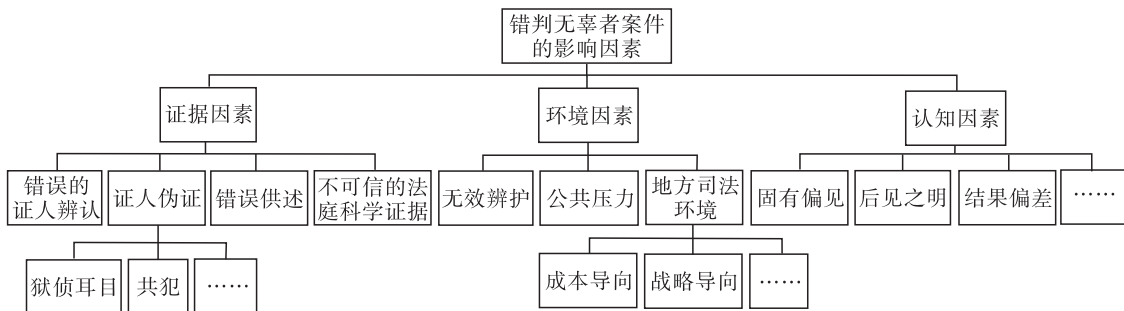 错判无辜者案件
的影响因素
证据因素
环境因素
认知因素
错误的
证人辨认
证人伪证
错误供述
不可信的法
庭科学证据
无效辨护
公共压力
地方司法
环境
固有偏见
后见之明
结果偏差
……
狱侦耳目
共犯
……
成本导向
战略导向
……